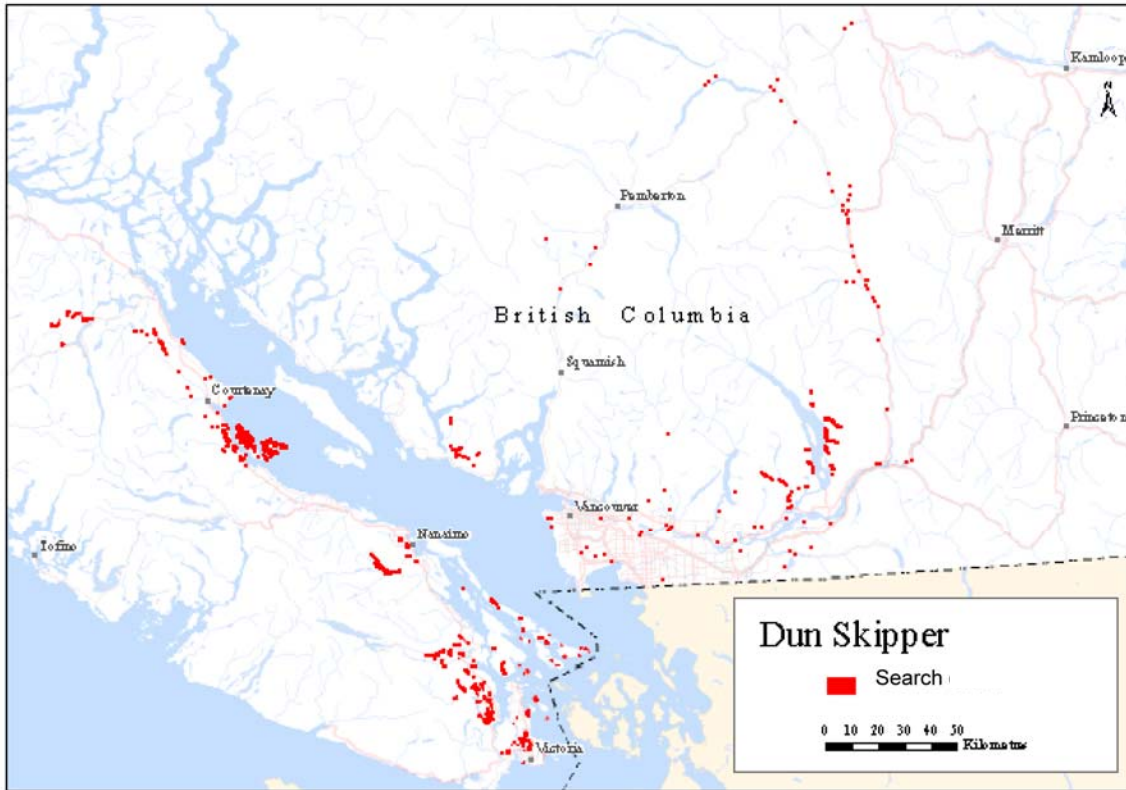 Kamloops
N
Pemberton
Merritt
British Columbia
Squamish
Courtenay
Princeton
Vancouver
Nanaimo
Tofino
Dun Skipper
Search
0 10 20 30 40 50
Kilometres
Victoria